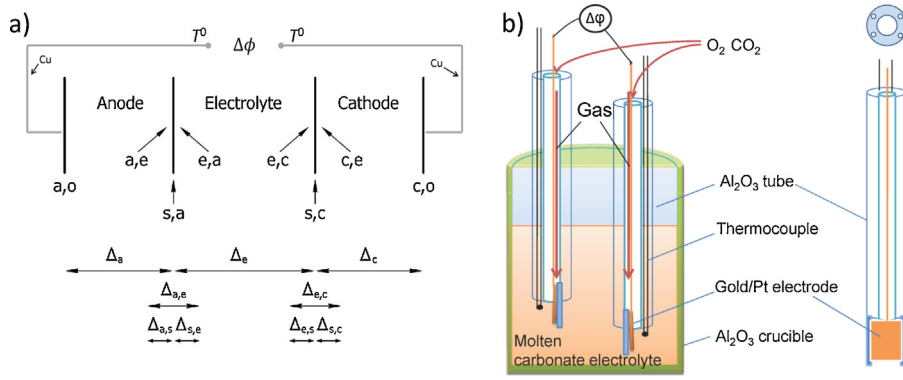 a)
T⁰ Δϕ T⁰
Cu Cu
Anode Electrolyte Cathode
a,e e,a e,c c,e
a,o s,a s,c c,o
Δa Δe Δc
Δa,e Δe,c
Δa,s Δs,e Δe,s Δs,c
b)
Δφ
O₂ CO₂
Gas
Al₂O₃ tube
Thermocouple
Gold/Pt electrode
Al₂O₃ crucible
Molten
carbonate electrolyte